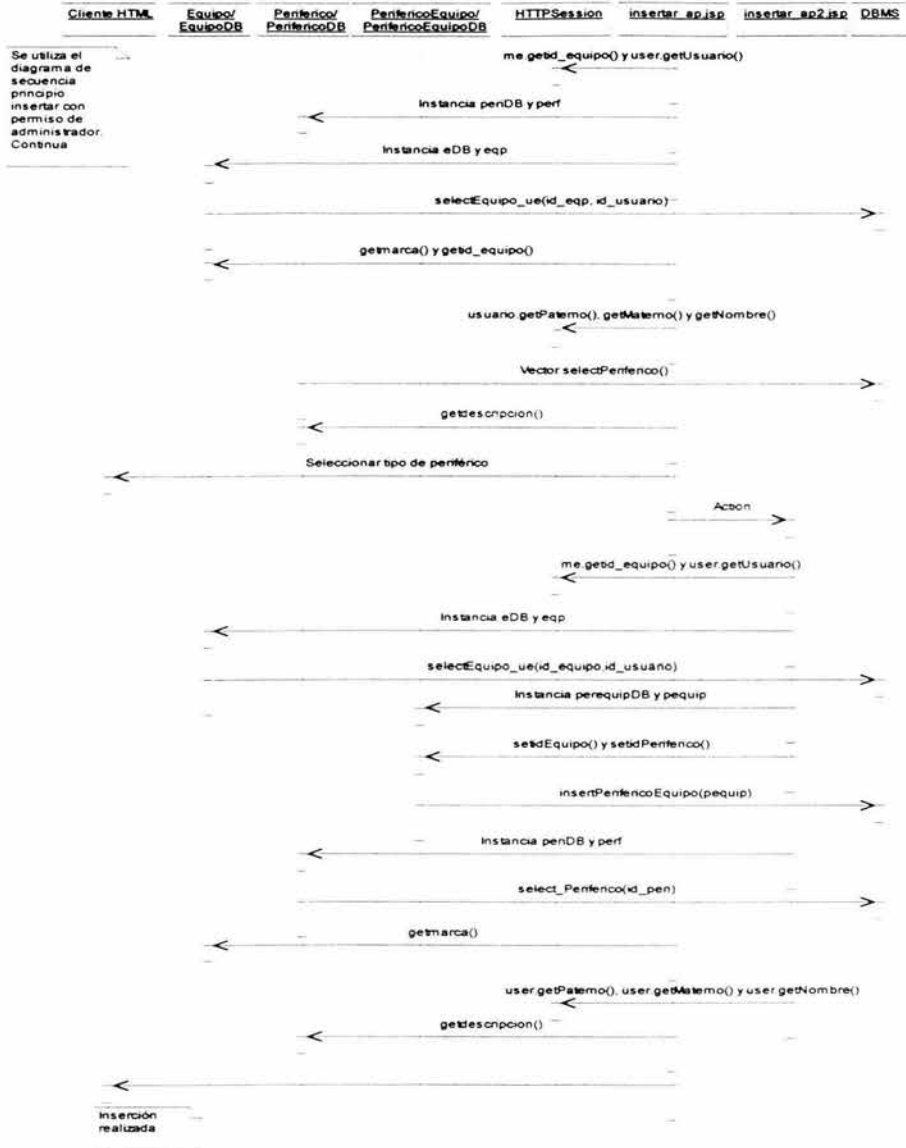 Cliente HTML
Equipo/
EquipoDB
Periferico/
PerifericoDB
PerifericoEquipo/
PerifericoEquipoDB
HTTPSession
insertar_ap.jsp
insertar_ap2.jsp
DBMS
Se utiliza el
diagrama de
secuencia
principio
insertar con
permiso de
administrador.
Continua
me.getid_equipo() y user.getUsuario()
Instancia periDB y perf
Instancia eDB y eqp
selectEquipo_ue(id_eqp, id_usuario)
getmarca() y getid_equipo()
usuario.getPaterno(), getMaterno() y getNombre()
Vector selectPeriferico()
getdescripcion()
Seleccionar tipo de periférico
Action
me.getid_equipo() y user.getUsuario()
Instancia eDB y eqp
selectEquipo_ue(id_equipo,id_usuario)
Instancia perequipDB y pequip
setidEquipo() y setidPeriferico()
insertPerifericoEquipo(pequip)
Instancia periDB y perf
select_Periferico(id_peri)
getmarca()
user.getPaterno(), user.getMaterno() y user.getNombre()
getdescripcion()
Inserción
realizada